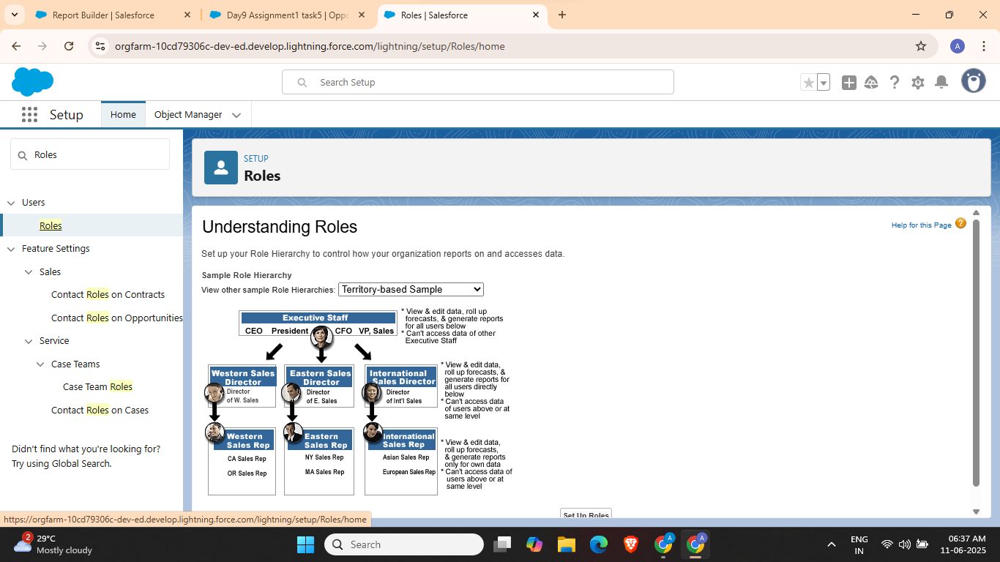 Report Builder | Salesforce
Day9 Assignment1 task5 | Oppo
Roles | Salesforce
orgfarm-10cd79306c-dev-ed.develop.lightning.force.com/lightning/setup/Roles/home
A
Search Setup
Setup
Home
Object Manager
Roles
Users
Roles
Feature Settings
Sales
Contact Roles on Contracts
Contact Roles on Opportunities
Service
Case Teams
Case Team Roles
Contact Roles on Cases
Didn't find what you're looking for?
Try using Global Search.
SETUP
Roles
Understanding Roles
Help for this Page ?
Set up your Role Hierarchy to control how your organization reports on and accesses data.
Sample Role Hierarchy
View other sample Role Hierarchies: Territory-based Sample
Executive Staff
CEO President CFO VP, Sales
* View & edit data, roll up
forecasts, & generate reports
for all users below
* Can't access data of other
Executive Staff
Western Sales
Director
Director
of W. Sales
Eastern Sales
Director
Director
of E. Sales
International
Sales Director
Director
of Int'l Sales
* View & edit data,
roll up forecasts, &
generate reports for
all users directly
below
* Can't access data
of users above or at
same level
Western
Sales Rep
CA Sales Rep
OR Sales Rep
Eastern
Sales Rep
NY Sales Rep
MA Sales Rep
International
Sales Rep
Asian Sales Rep
European Sales Rep
* View & edit data,
roll up forecasts,
& generate reports
only for own data
* Can't access data of
users above or at
same level
Set Up Roles
https://orgfarm-10cd79306c-dev-ed.develop.lightning.force.com/lightning/setup/Roles/home
2
29°C
Mostly cloudy
Search
A
A
ENG
IN
06:37 AM
11-06-2025